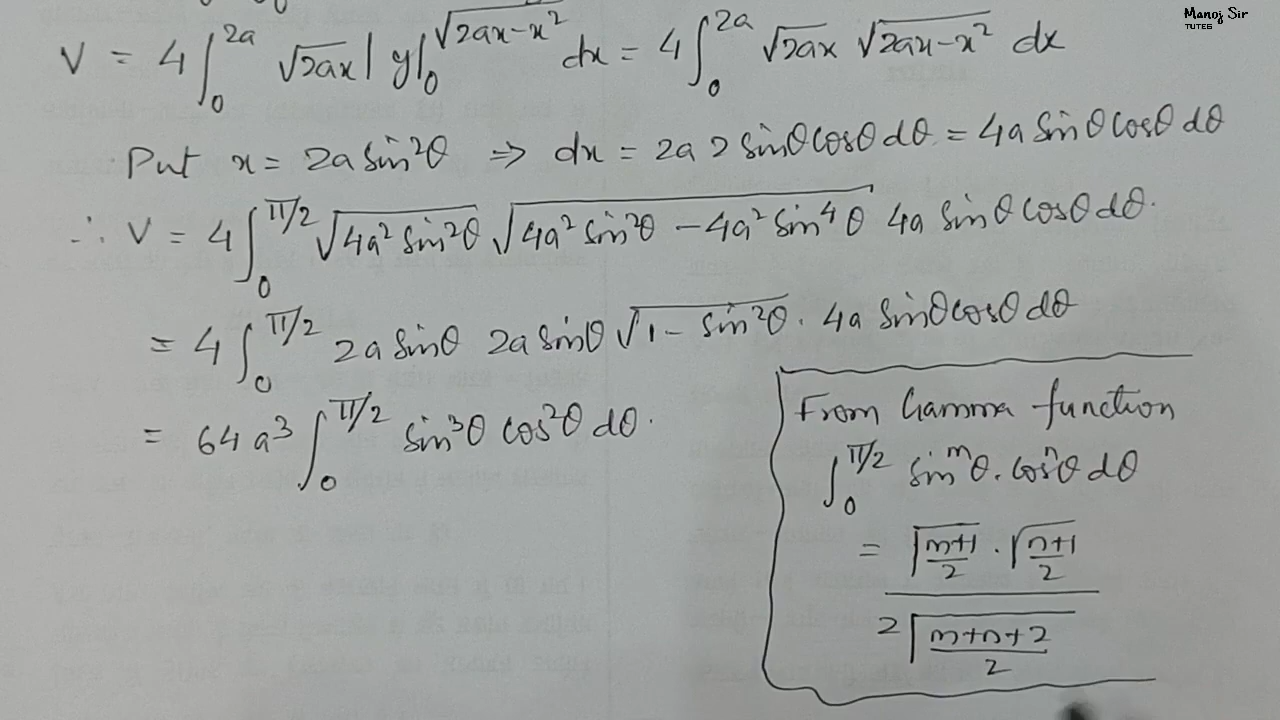 Manoj Sir
TUTES
V = 4 ∫₀^{2a} √2ax | y|₀^{√2ax-x²} dx = 4 ∫₀^{2a} √2ax √2ax-x² dx
Put x = 2a sin²θ ⇒ dx = 2a 2 sinθ cosθ dθ = 4a Sinθ cosθ dθ
∴ V = 4 ∫₀^{π/2} √4a² sin²θ √4a² sin²θ - 4a² sin⁴θ 4a sinθ cosθ dθ.
= 4 ∫₀^{π/2} 2a sinθ 2a sinθ √1 - sin²θ . 4a sinθ cosθ dθ
= 64 a³ ∫₀^{π/2} sin³θ cos²θ dθ.
From Gamma function
∫₀^{π/2} sin^mθ . cos^nθ dθ
= Γ(m+1)/2 . Γ(n+1)/2
2 Γ(m+n+2)/2